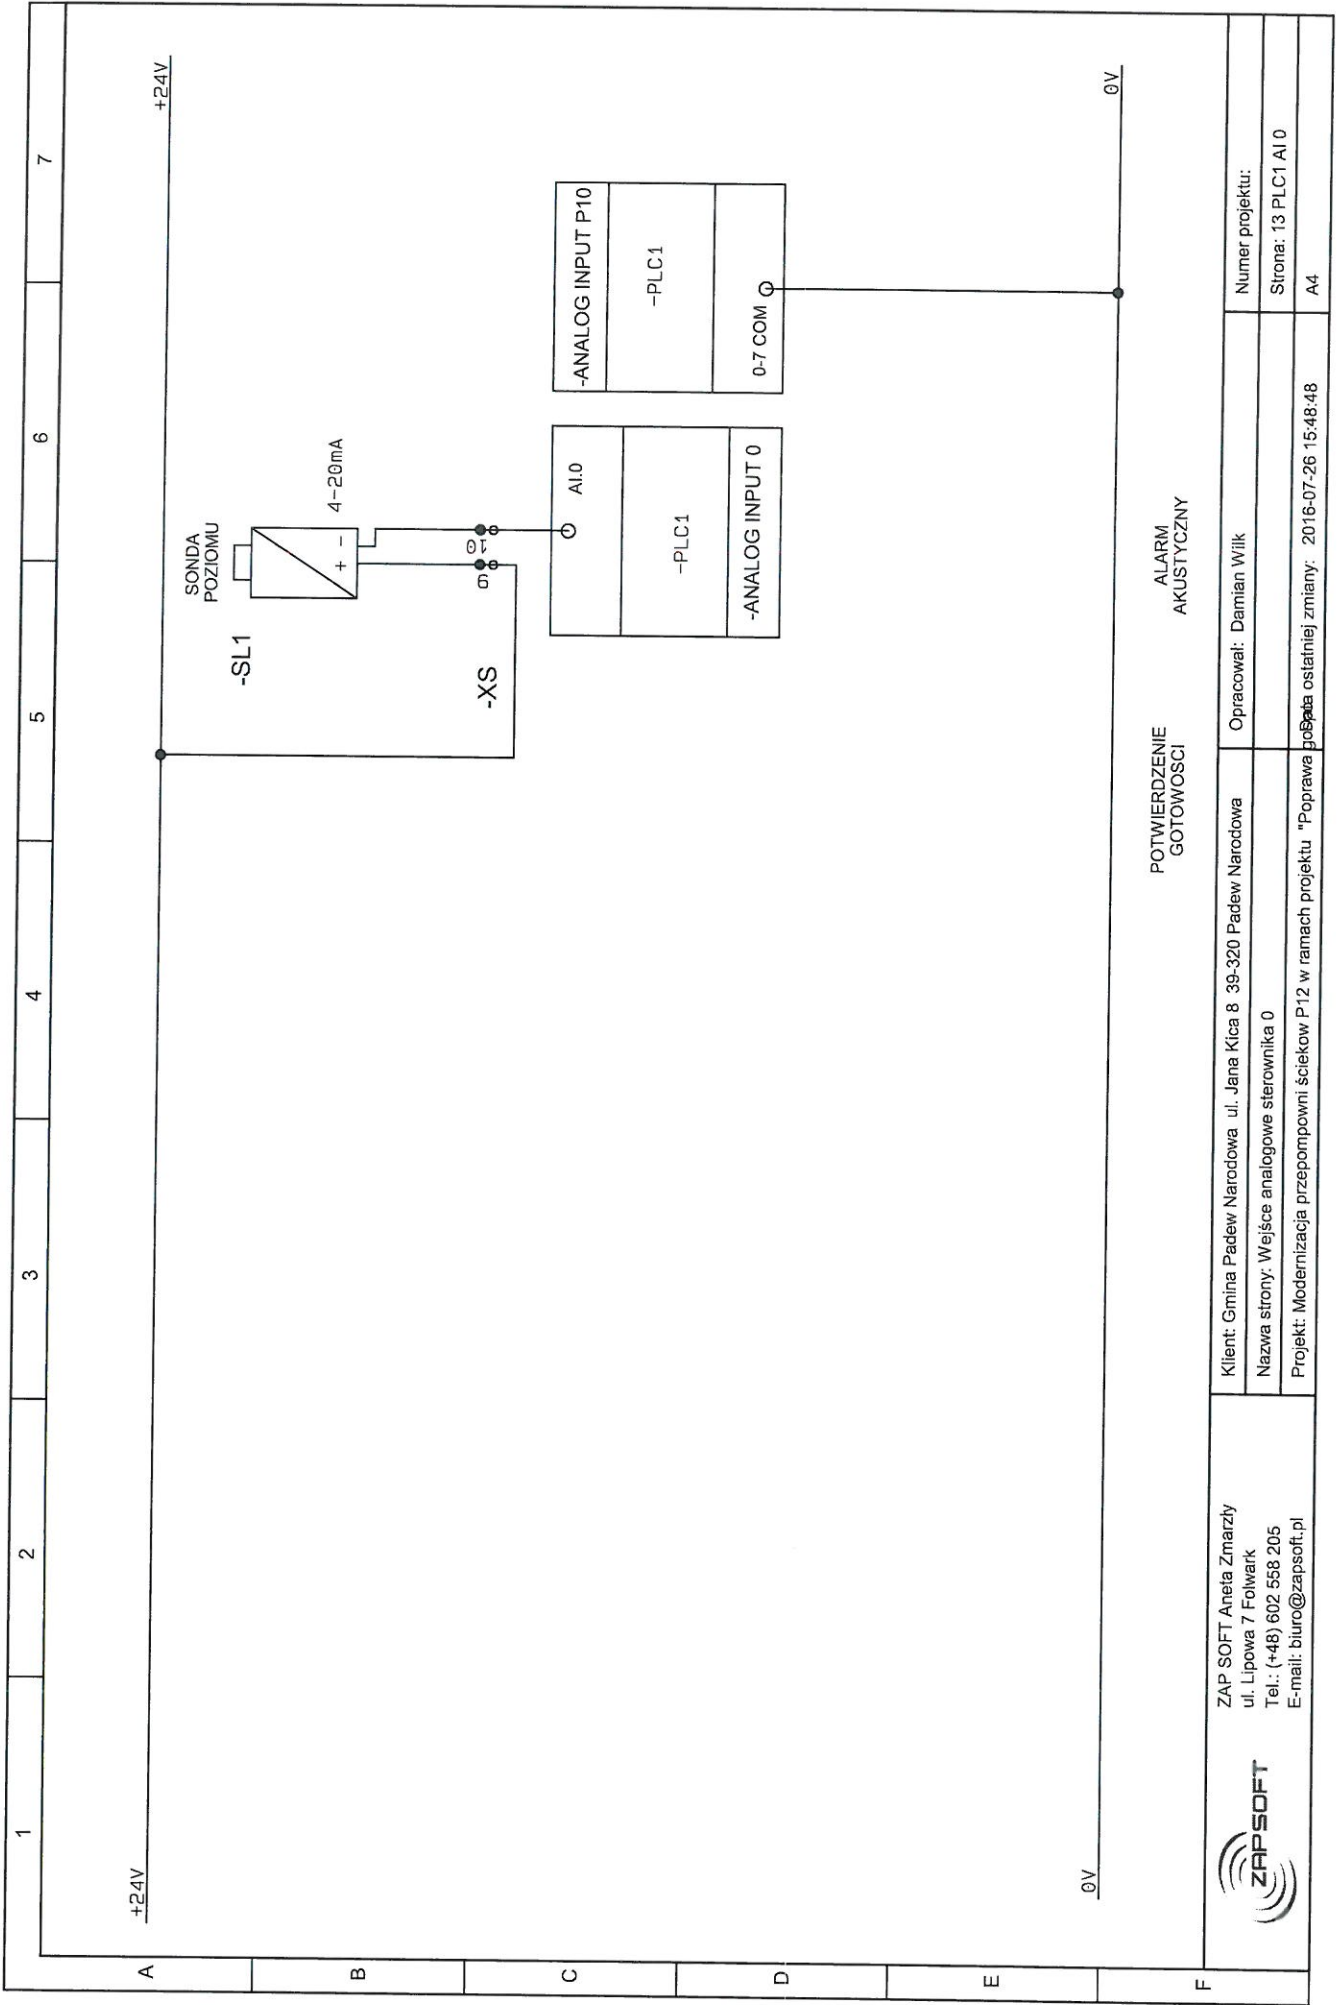 1 2 3 4 5 6 7
A
B
C
D
E
F
+24V
+24V
SONDA
POZIOMU
-SL1
+ -
4-20mA
-XS
9 10
AI.0
-PLC1
-ANALOG INPUT 0
-ANALOG INPUT P10
-PLC1
0-7 COM
0V
0V
POTWIERDZENIE
GOTOWOSCI
ALARM
AKUSTYCZNY
ZAPSOFT
ZAP SOFT Aneta Zmarzły
ul. Lipowa 7 Folwark
Tel.: (+48) 602 558 205
E-mail: biuro@zapsoft.pl
Klient: Gmina Padew Narodowa ul. Jana Kica 8 39-320 Padew Narodowa
Opracował: Damian Wilk
Numer projektu:
Nazwa strony: Wejśce analogowe sterownika 0
Strona: 13 PLC1 AI 0
Projekt: Modernizacja przepompowni ścieków P12 w ramach projektu "Poprawa
ostatniej zmiany: 2016-07-26 15:48:48
A4